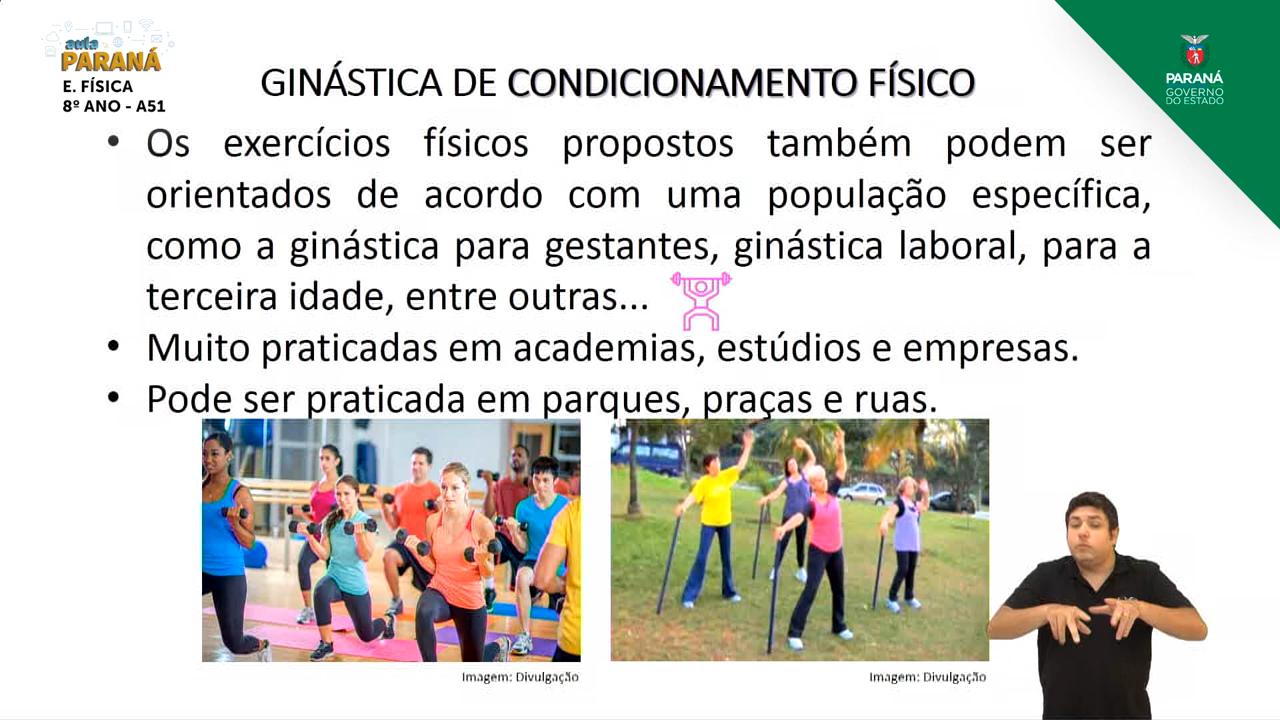 aula
PARANÁ
E. FÍSICA
8º ANO - A51
GINÁSTICA DE CONDICIONAMENTO FÍSICO
PARANÁ
GOVERNO
DO ESTADO
• Os exercícios físicos propostos também podem ser
orientados de acordo com uma população específica,
como a ginástica para gestantes, ginástica laboral, para a
terceira idade, entre outras...
• Muito praticadas em academias, estúdios e empresas.
• Pode ser praticada em parques, praças e ruas.
Imagem: Divulgação
Imagem: Divulgação